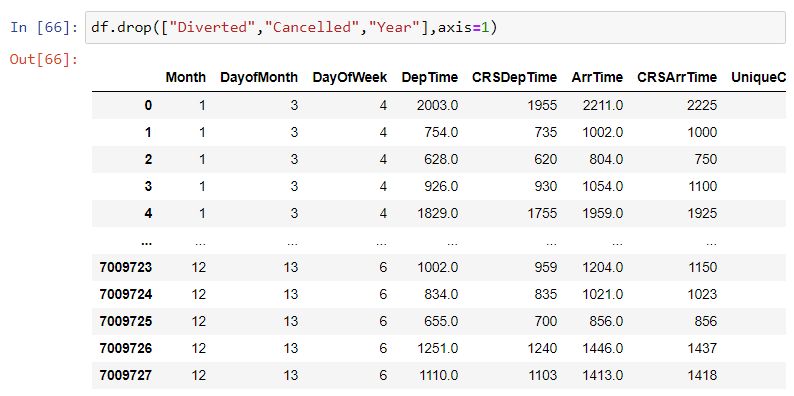 In [66]: df.drop(["Diverted","Cancelled","Year"],axis=1)
Out[66]:
Month DayofMonth DayOfWeek DepTime CRSDepTime ArrTime CRSArrTime UniqueC
0 1 3 4 2003.0 1955 2211.0 2225
1 1 3 4 754.0 735 1002.0 1000
2 1 3 4 628.0 620 804.0 750
3 1 3 4 926.0 930 1054.0 1100
4 1 3 4 1829.0 1755 1959.0 1925
... ... ... ... ... ... ... ...
7009723 12 13 6 1002.0 959 1204.0 1150
7009724 12 13 6 834.0 835 1021.0 1023
7009725 12 13 6 655.0 700 856.0 856
7009726 12 13 6 1251.0 1240 1446.0 1437
7009727 12 13 6 1110.0 1103 1413.0 1418